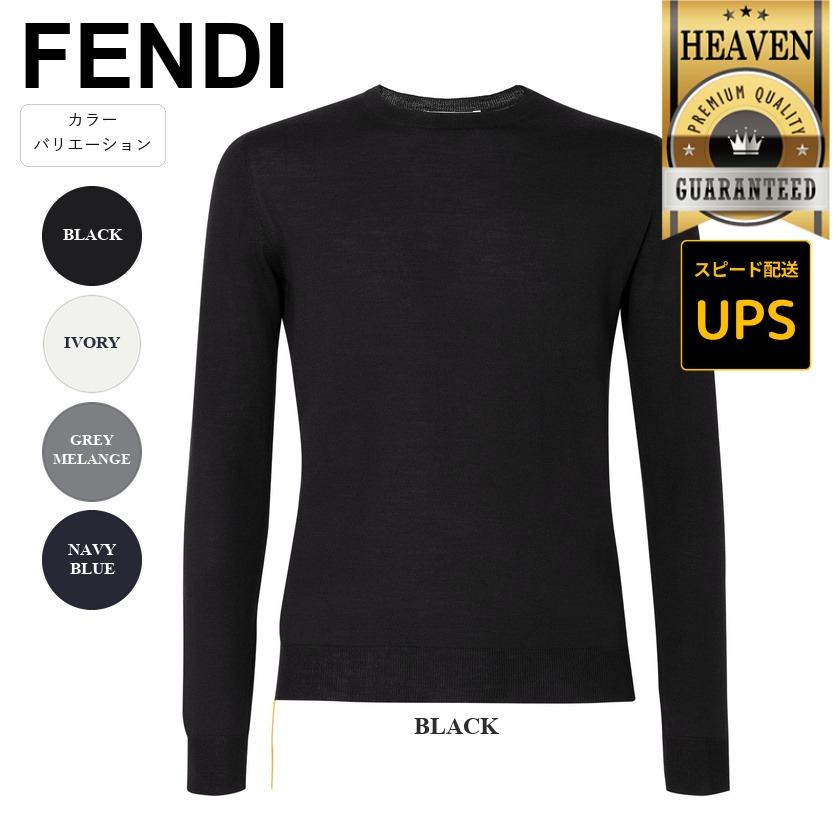 FENDI
カラー
バリエーション
BLACK
IVORY
GREY
MELANGE
NAVY
BLUE
HEAVEN
PREMIUM QUALITY
GUARANTEED
スピード配送
UPS
BLACK